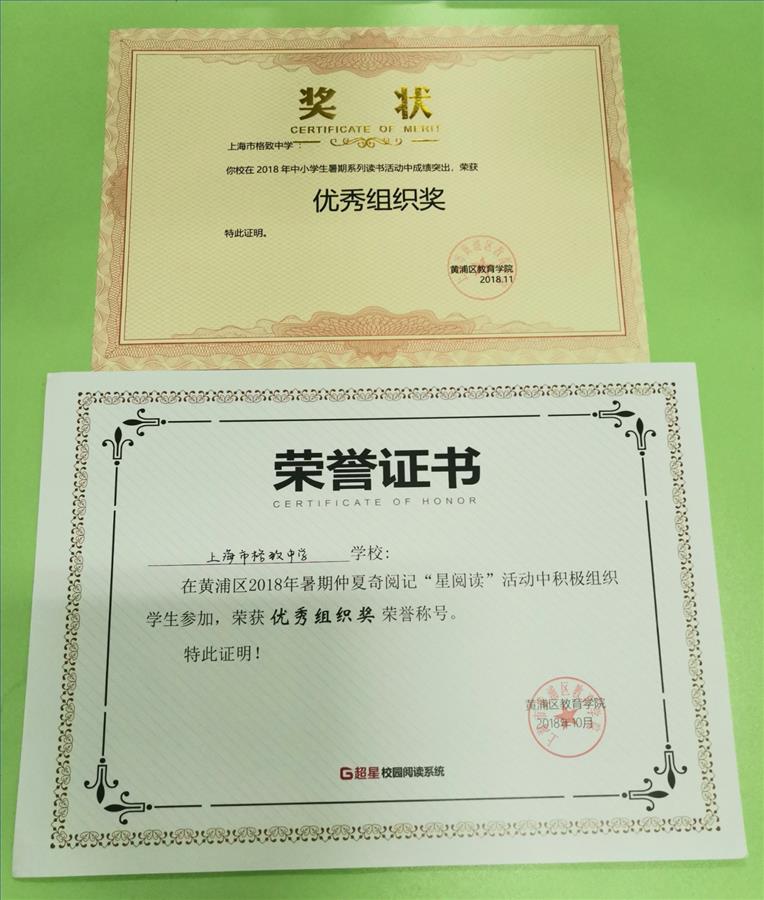 奖 状
CERTIFICATE OF MERIT
上海市格致中学：
你校在 2018 年中小学生暑期系列读书活动中成绩突出，荣获
优秀组织奖
特此证明。
黄浦区教育学院
2018.11
荣誉证书
CERTIFICATE OF HONOR
上海市格致中学 学校：
在黄浦区2018年暑期仲夏奇阅记“星阅读”活动中积极组织
学生参加，荣获 优秀组织奖 荣誉称号。
特此证明！
黄浦区教育学院
2018年10月
超星 校园阅读系统